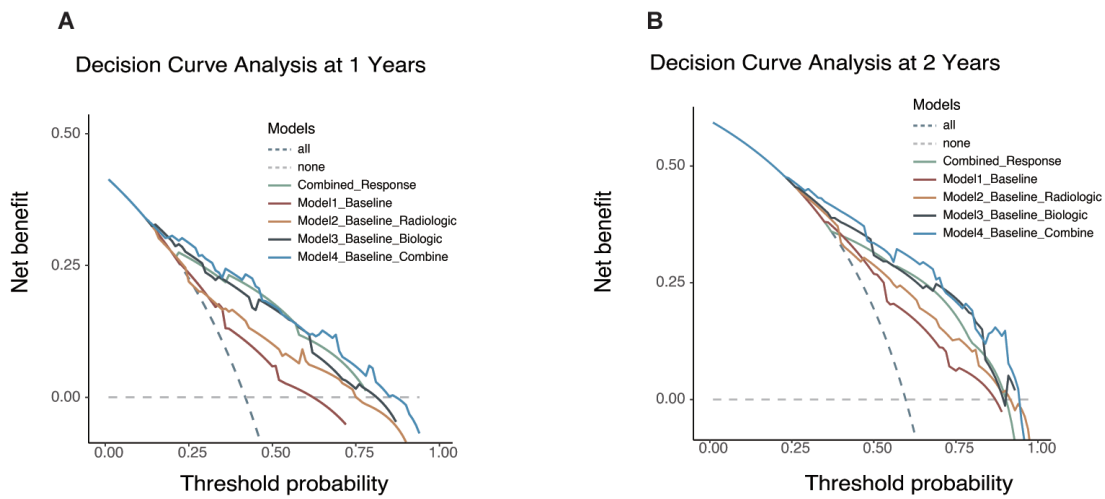 A
Decision Curve Analysis at 1 Years
Net benefit
0.50
0.25
0.00
Models
all
none
Combined_Response
Model1_Baseline
Model2_Baseline_Radiologic
Model3_Baseline_Biologic
Model4_Baseline_Combine
0.00 0.25 0.50 0.75 1.00
Threshold probability
B
Decision Curve Analysis at 2 Years
Net benefit
0.50
0.25
0.00
Models
all
none
Combined_Response
Model1_Baseline
Model2_Baseline_Radiologic
Model3_Baseline_Biologic
Model4_Baseline_Combine
0.00 0.25 0.50 0.75 1.00
Threshold probability